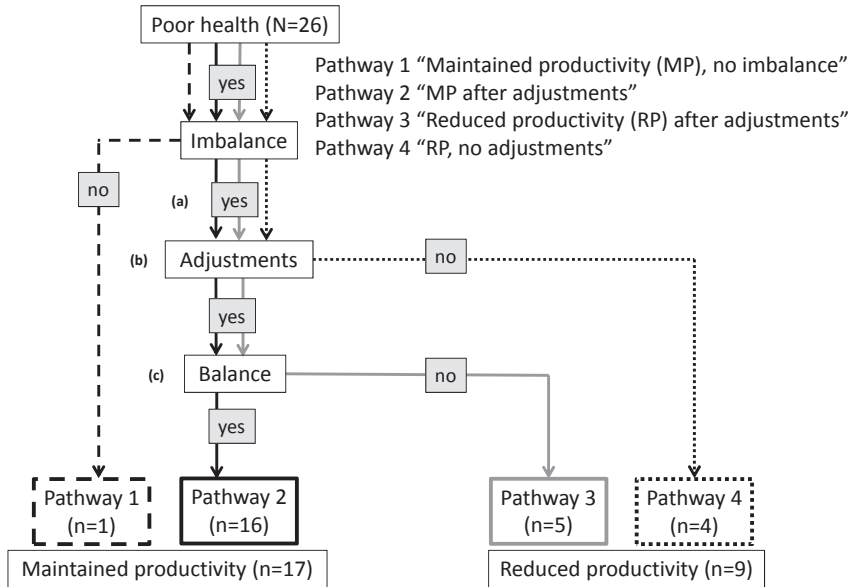 Poor health (N=26)
yes
Pathway 1 “Maintained productivity (MP), no imbalance”
Pathway 2 “MP after adjustments”
Pathway 3 “Reduced productivity (RP) after adjustments”
Pathway 4 “RP, no adjustments”
Imbalance
no
(a)
yes
(b)
Adjustments
no
yes
(c)
Balance
no
yes
Pathway 1
(n=1)
Pathway 2
(n=16)
Pathway 3
(n=5)
Pathway 4
(n=4)
Maintained productivity (n=17)
Reduced productivity (n=9)